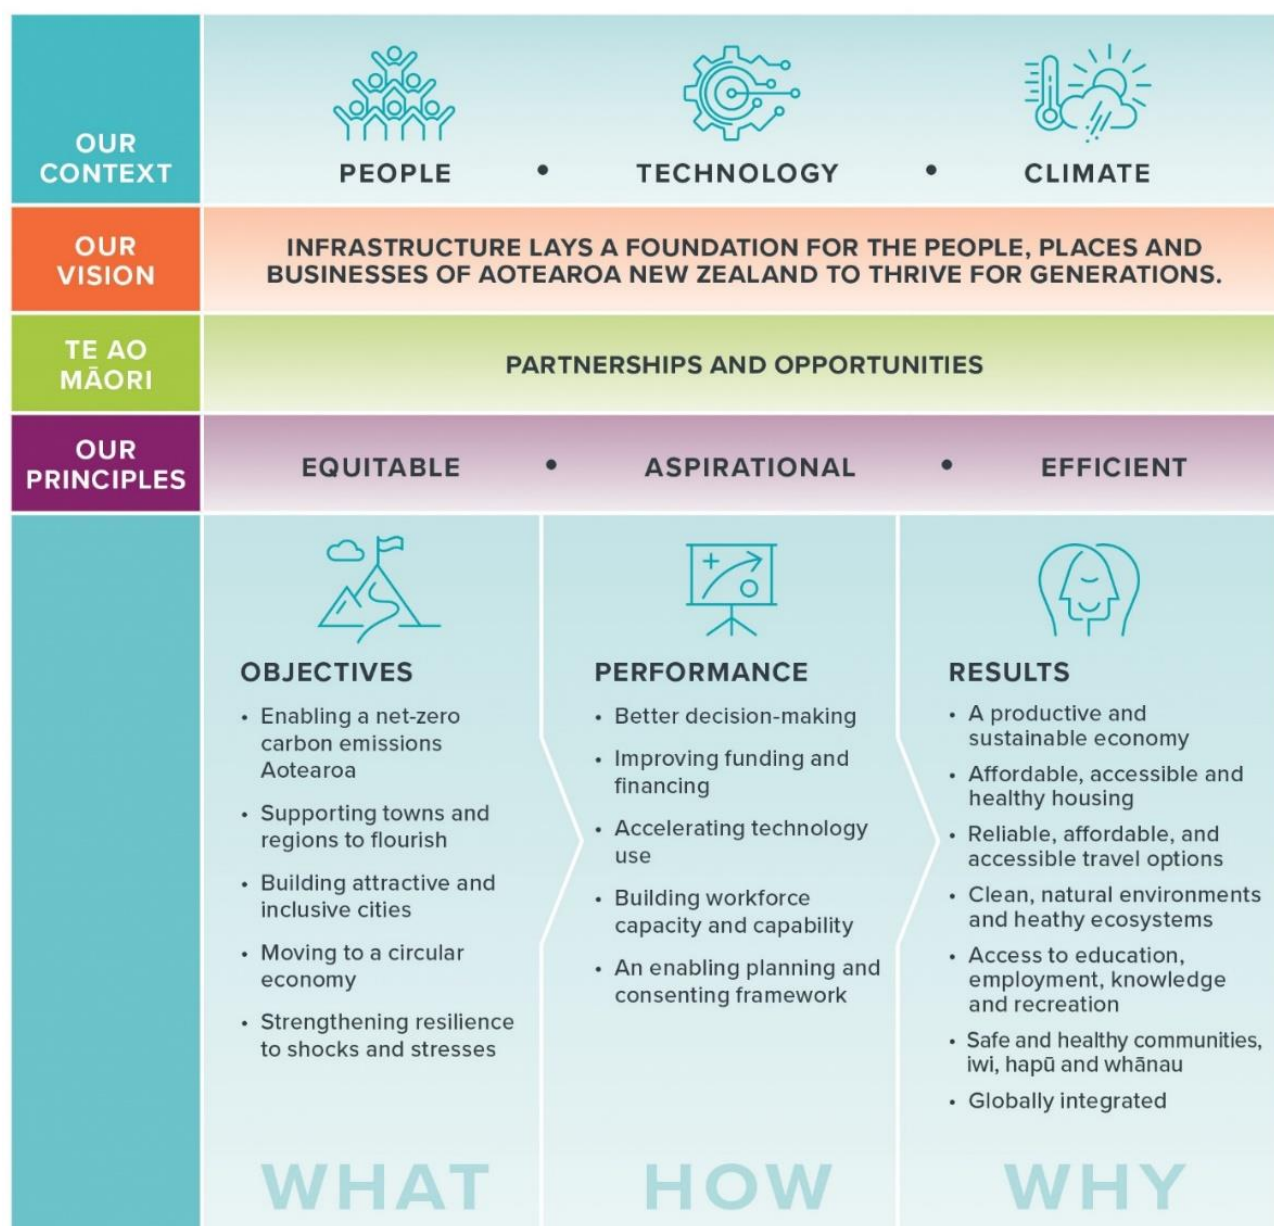 OUR
CONTEXT
PEOPLE • TECHNOLOGY • CLIMATE
OUR
VISION
INFRASTRUCTURE LAYS A FOUNDATION FOR THE PEOPLE, PLACES AND
BUSINESSES OF AOTEAROA NEW ZEALAND TO THRIVE FOR GENERATIONS.
TE AO
MĀORI
PARTNERSHIPS AND OPPORTUNITIES
OUR
PRINCIPLES
EQUITABLE • ASPIRATIONAL • EFFICIENT
OBJECTIVES
• Enabling a net-zero
carbon emissions
Aotearoa
• Supporting towns and
regions to flourish
• Building attractive and
inclusive cities
• Moving to a circular
economy
• Strengthening resilience
to shocks and stresses
WHAT
PERFORMANCE
• Better decision-making
• Improving funding and
financing
• Accelerating technology
use
• Building workforce
capacity and capability
• An enabling planning and
consenting framework
HOW
RESULTS
• A productive and
sustainable economy
• Affordable, accessible and
healthy housing
• Reliable, affordable, and
accessible travel options
• Clean, natural environments
and heathy ecosystems
• Access to education,
employment, knowledge
and recreation
• Safe and healthy communities,
iwi, hapū and whānau
• Globally integrated
WHY